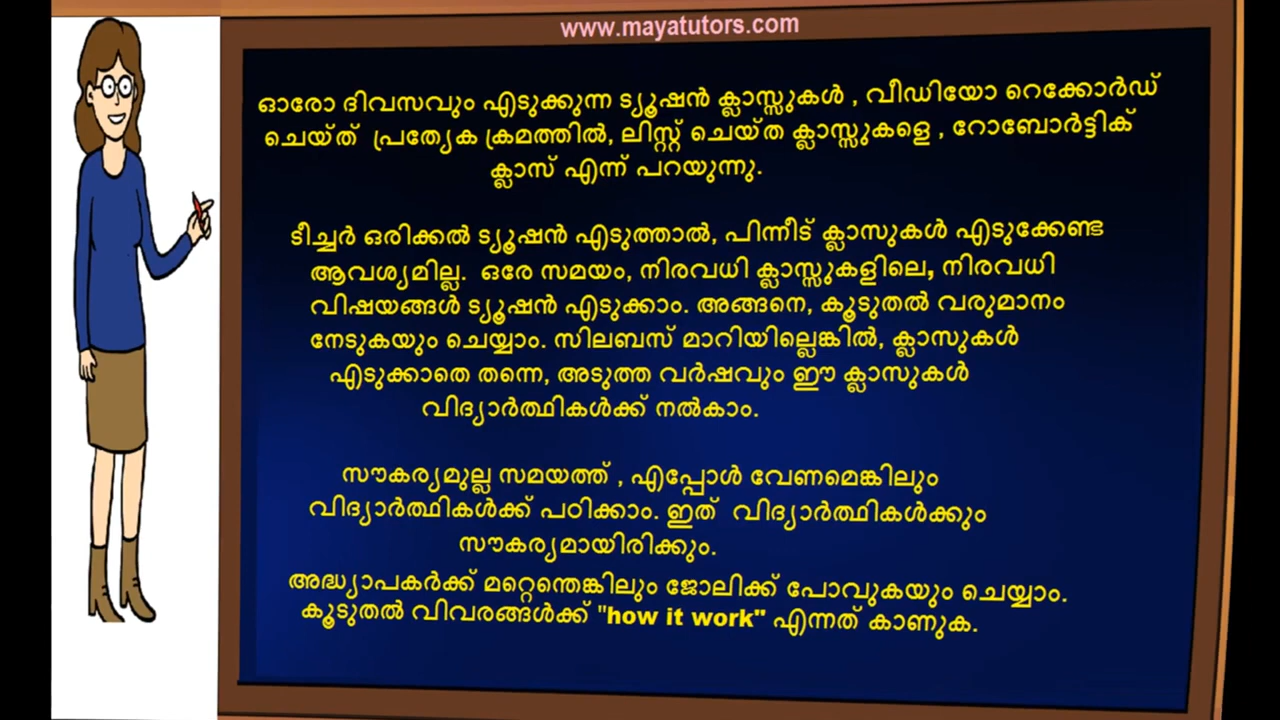 www.mayatutors.com
ഓരോ ദിവസവും എടുക്കുന്ന ട്യൂഷൻ ക്ലാസ്സുകൾ , വീഡിയോ റെക്കോർഡ്
ചെയ്ത് പ്രത്യേക ക്രമത്തിൽ, ലിസ്റ്റ് ചെയ്ത ക്ലാസ്സുകളെ , റോബോർട്ടിക്
ക്ലാസ് എന്ന് പറയുന്നു.
ടീച്ചർ ഒരിക്കൽ ട്യൂഷൻ എടുത്താൽ, പിന്നീട് ക്ലാസുകൾ എടുക്കേണ്ട
ആവശ്യമില്ല. ഒരേ സമയം, നിരവധി ക്ലാസ്സുകളിലെ, നിരവധി
വിഷയങ്ങൾ ട്യൂഷൻ എടുക്കാം. അങ്ങനെ, കൂടുതൽ വരുമാനം
നേടുകയും ചെയ്യാം. സിലബസ് മാറിയില്ലെങ്കിൽ, ക്ലാസുകൾ
എടുക്കാതെ തന്നെ, അടുത്ത വർഷവും ഈ ക്ലാസുകൾ
വിദ്യാർത്ഥികൾക്ക് നൽകാം.
സൗകര്യമുല്ല സമയത്ത് , എപ്പോൾ വേണമെങ്കിലും
വിദ്യാർത്ഥികൾക്ക് പഠിക്കാം. ഇത് വിദ്യാർത്ഥികൾക്കും
സൗകര്യമായിരിക്കും.
അദ്ധ്യാപകർക്ക് മറ്റെന്തെങ്കിലും ജോലിക്ക് പോവുകയും ചെയ്യാം.
കൂടുതൽ വിവരങ്ങൾക്ക് "how it work" എന്നത് കാണുക.